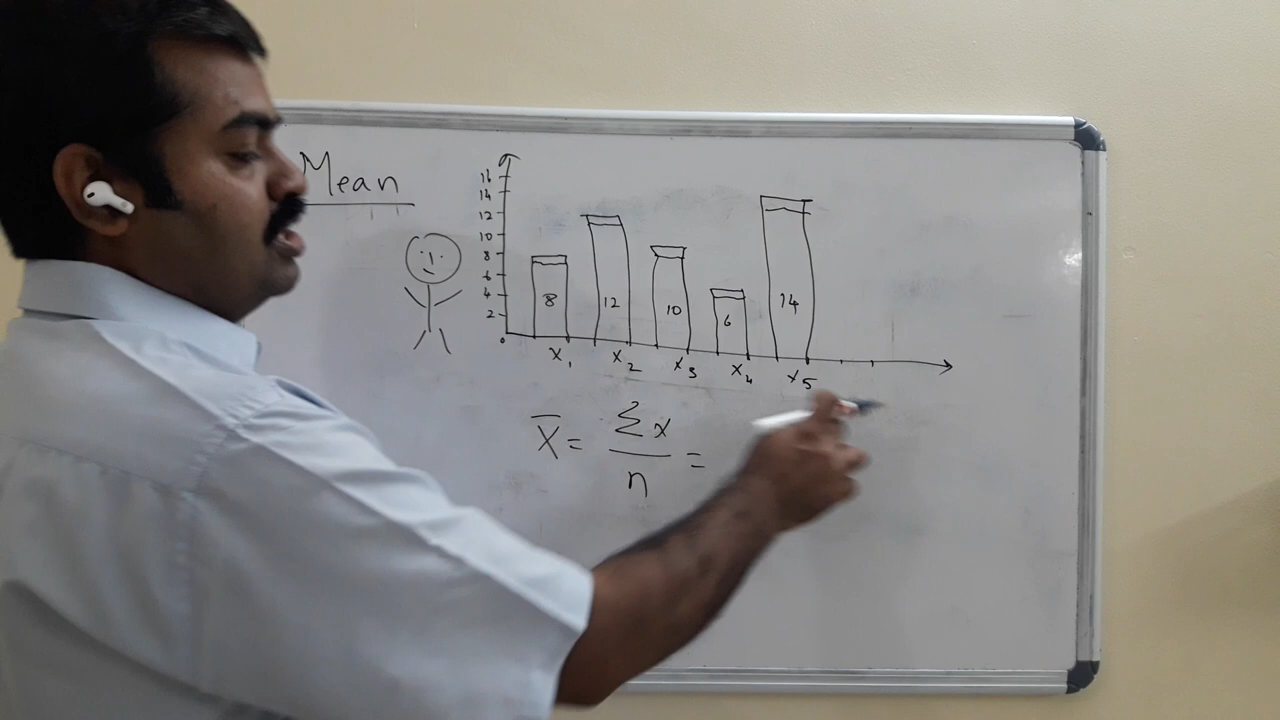 Mean
16
14
12
10
8
6
4
2
0
8 12 10 6 14
x₁ x₂ x₃ x₄ x₅
X̄ = Σx / n =